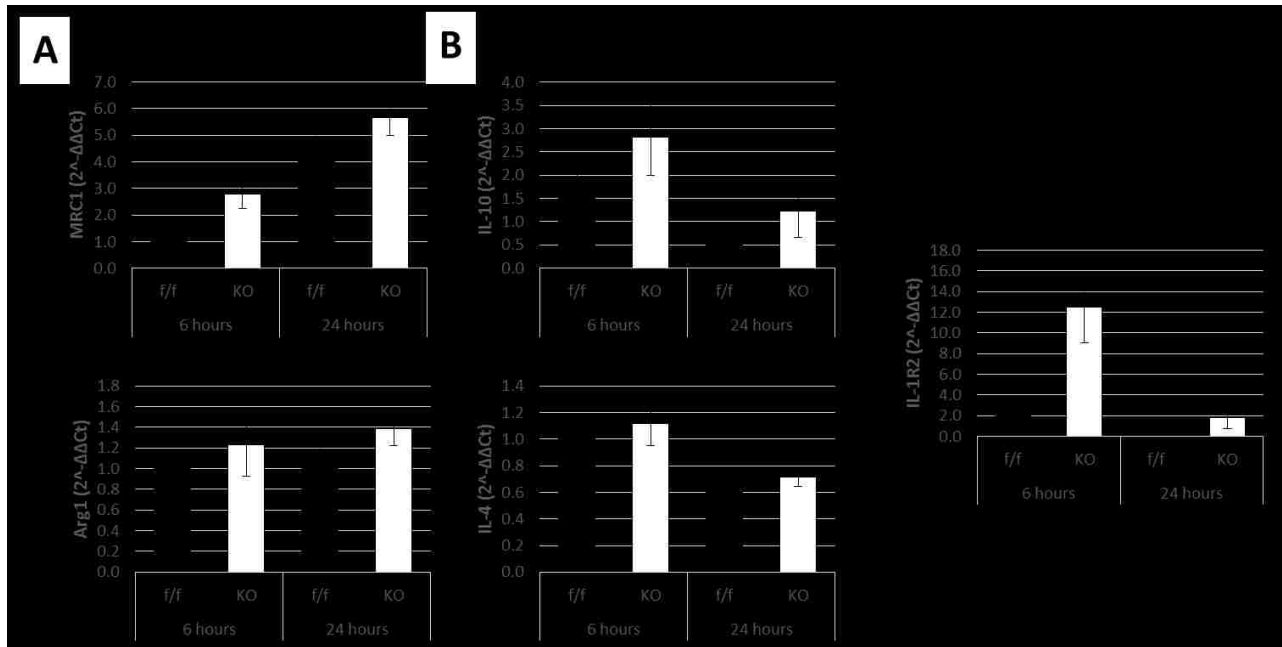 A
MRC1 (2^-ΔΔCt)
7.0
6.0
5.0
4.0
3.0
2.0
1.0
0.0
f/f KO f/f KO
6 hours 24 hours
Arg1 (2^-ΔΔCt)
1.8
1.6
1.4
1.2
1.0
0.8
0.6
0.4
0.2
0.0
f/f KO f/f KO
6 hours 24 hours
B
IL-10 (2^-ΔΔCt)
4.0
3.5
3.0
2.5
2.0
1.5
1.0
0.5
0.0
f/f KO f/f KO
6 hours 24 hours
IL-4 (2^-ΔΔCt)
1.4
1.2
1.0
0.8
0.6
0.4
0.2
0.0
f/f KO f/f KO
6 hours 24 hours
IL-1R2 (2^-ΔΔCt)
18.0
16.0
14.0
12.0
10.0
8.0
6.0
4.0
2.0
0.0
f/f KO f/f KO
6 hours 24 hours